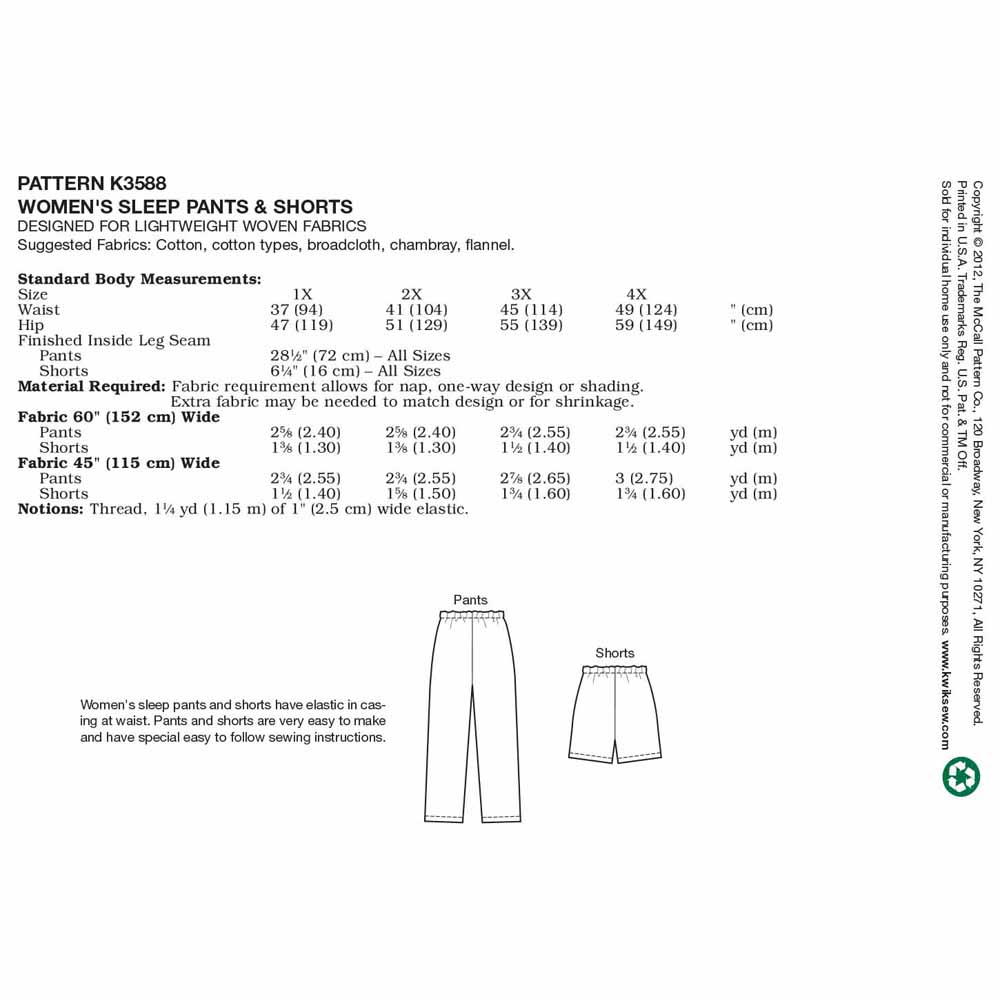 PATTERN K3588
WOMEN'S SLEEP PANTS & SHORTS
DESIGNED FOR LIGHTWEIGHT WOVEN FABRICS
Suggested Fabrics: Cotton, cotton types, broadcloth, chambray, flannel.
Standard Body Measurements:
Size 1X 2X 3X 4X
Waist 37 (94) 41 (104) 45 (114) 49 (124) " (cm)
Hip 47 (119) 51 (129) 55 (139) 59 (149) " (cm)
Finished Inside Leg Seam
Pants 28½" (72 cm) – All Sizes
Shorts 6¼" (16 cm) – All Sizes
Material Required: Fabric requirement allows for nap, one-way design or shading.
Extra fabric may be needed to match design or for shrinkage.
Fabric 60" (152 cm) Wide
Pants 2⅝ (2.40) 2⅝ (2.40) 2¾ (2.55) 2¾ (2.55) yd (m)
Shorts 1⅜ (1.30) 1⅜ (1.30) 1½ (1.40) 1½ (1.40) yd (m)
Fabric 45" (115 cm) Wide
Pants 2¾ (2.55) 2¾ (2.55) 2⅞ (2.65) 3 (2.75) yd (m)
Shorts 1½ (1.40) 1⅝ (1.50) 1¾ (1.60) 1¾ (1.60) yd (m)
Notions: Thread, 1¼ yd (1.15 m) of 1" (2.5 cm) wide elastic.
Pants
Shorts
Women's sleep pants and shorts have elastic in cas-
ing at waist. Pants and shorts are very easy to make
and have special easy to follow sewing instructions.
Copyright © 2012, The McCall Pattern Co., 120 Broadway, New York, NY 10271, All Rights Reserved.
Printed in U.S.A. Trademarks Reg. U.S. Pat. & TM Off.
Sold for individual home use only and not for commercial or manufacturing purposes. www.kwiksew.com